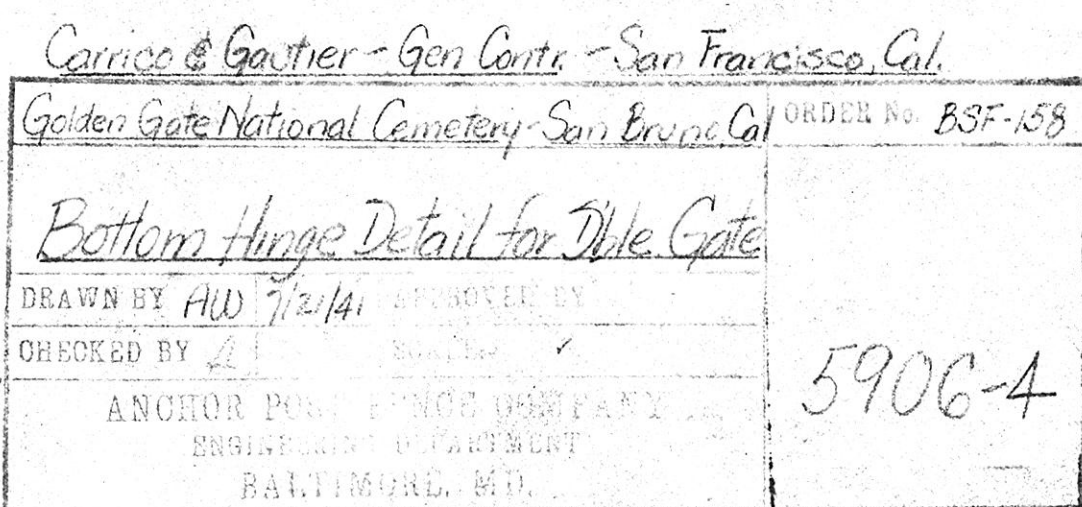 Carrico & Gautier - Gen Contr. - San Francisco, Cal.
Golden Gate National Cemetery - San Bruno, Cal
ORDER No. BSF-158
Bottom Hinge Detail for Dble. Gate
DRAWN BY AW 7/21/41 APPROVED BY
CHECKED BY
5906-4
ANCHOR POST FENCE COMPANY
ENGINEERING DEPARTMENT
BALTIMORE, MD.